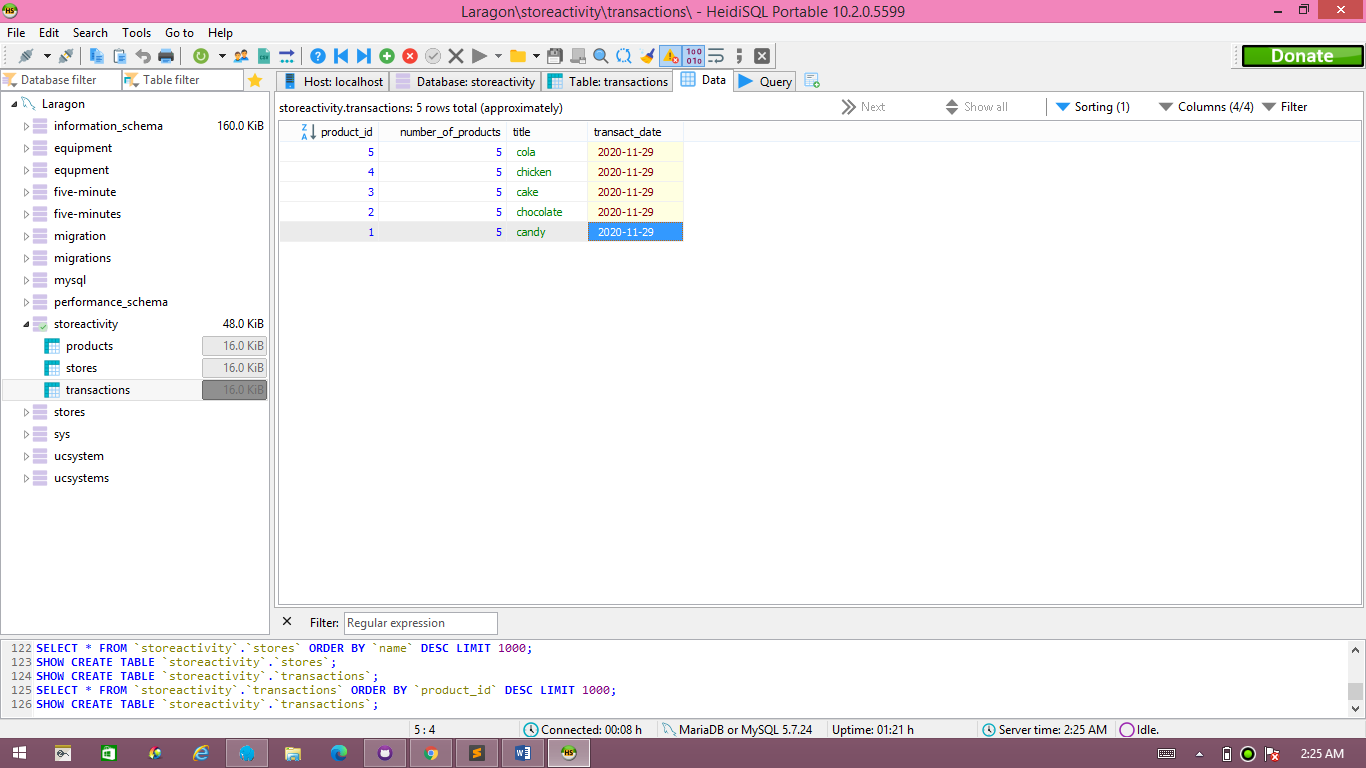 Laragon\storeactivity\transactions\ - HeidiSQL Portable 10.2.0.5599
File Edit Search Tools Go to Help
Donate
Database filter Table filter
Host: localhost Database: storeactivity Table: transactions Data Query
storeactivity.transactions: 5 rows total (approximately) Next Show all Sorting (1) Columns (4/4) Filter
product_id number_of_products title transact_date
5 5 cola 2020-11-29
4 5 chicken 2020-11-29
3 5 cake 2020-11-29
2 5 chocolate 2020-11-29
1 5 candy 2020-11-29
Laragon
information_schema 160.0 KiB
equipment
equpment
five-minute
five-minutes
migration
migrations
mysql
performance_schema
storeactivity 48.0 KiB
products 16.0 KiB
stores 16.0 KiB
transactions 16.0 KiB
stores
sys
ucsystem
ucsystems
Filter: Regular expression
122 SELECT * FROM `storeactivity`.`stores` ORDER BY `name` DESC LIMIT 1000;
123 SHOW CREATE TABLE `storeactivity`.`stores`;
124 SHOW CREATE TABLE `storeactivity`.`transactions`;
125 SELECT * FROM `storeactivity`.`transactions` ORDER BY `product_id` DESC LIMIT 1000;
126 SHOW CREATE TABLE `storeactivity`.`transactions`;
5 : 4 Connected: 00:08 h MariaDB or MySQL 5.7.24 Uptime: 01:21 h Server time: 2:25 AM Idle.
2:25 AM